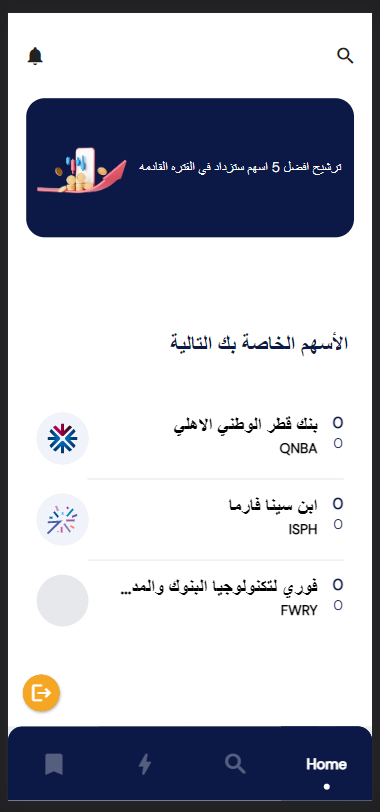 ترشيح افضل 5 اسهم ستزداد في الفتره القادمه
الأسهم الخاصة بك التالية
بنك قطر الوطني الاهلي
0
QNBA
0
ابن سينا فارما
0
ISPH
0
فوري لتكنولوجيا البنوك والمد...
0
FWRY
0
Home